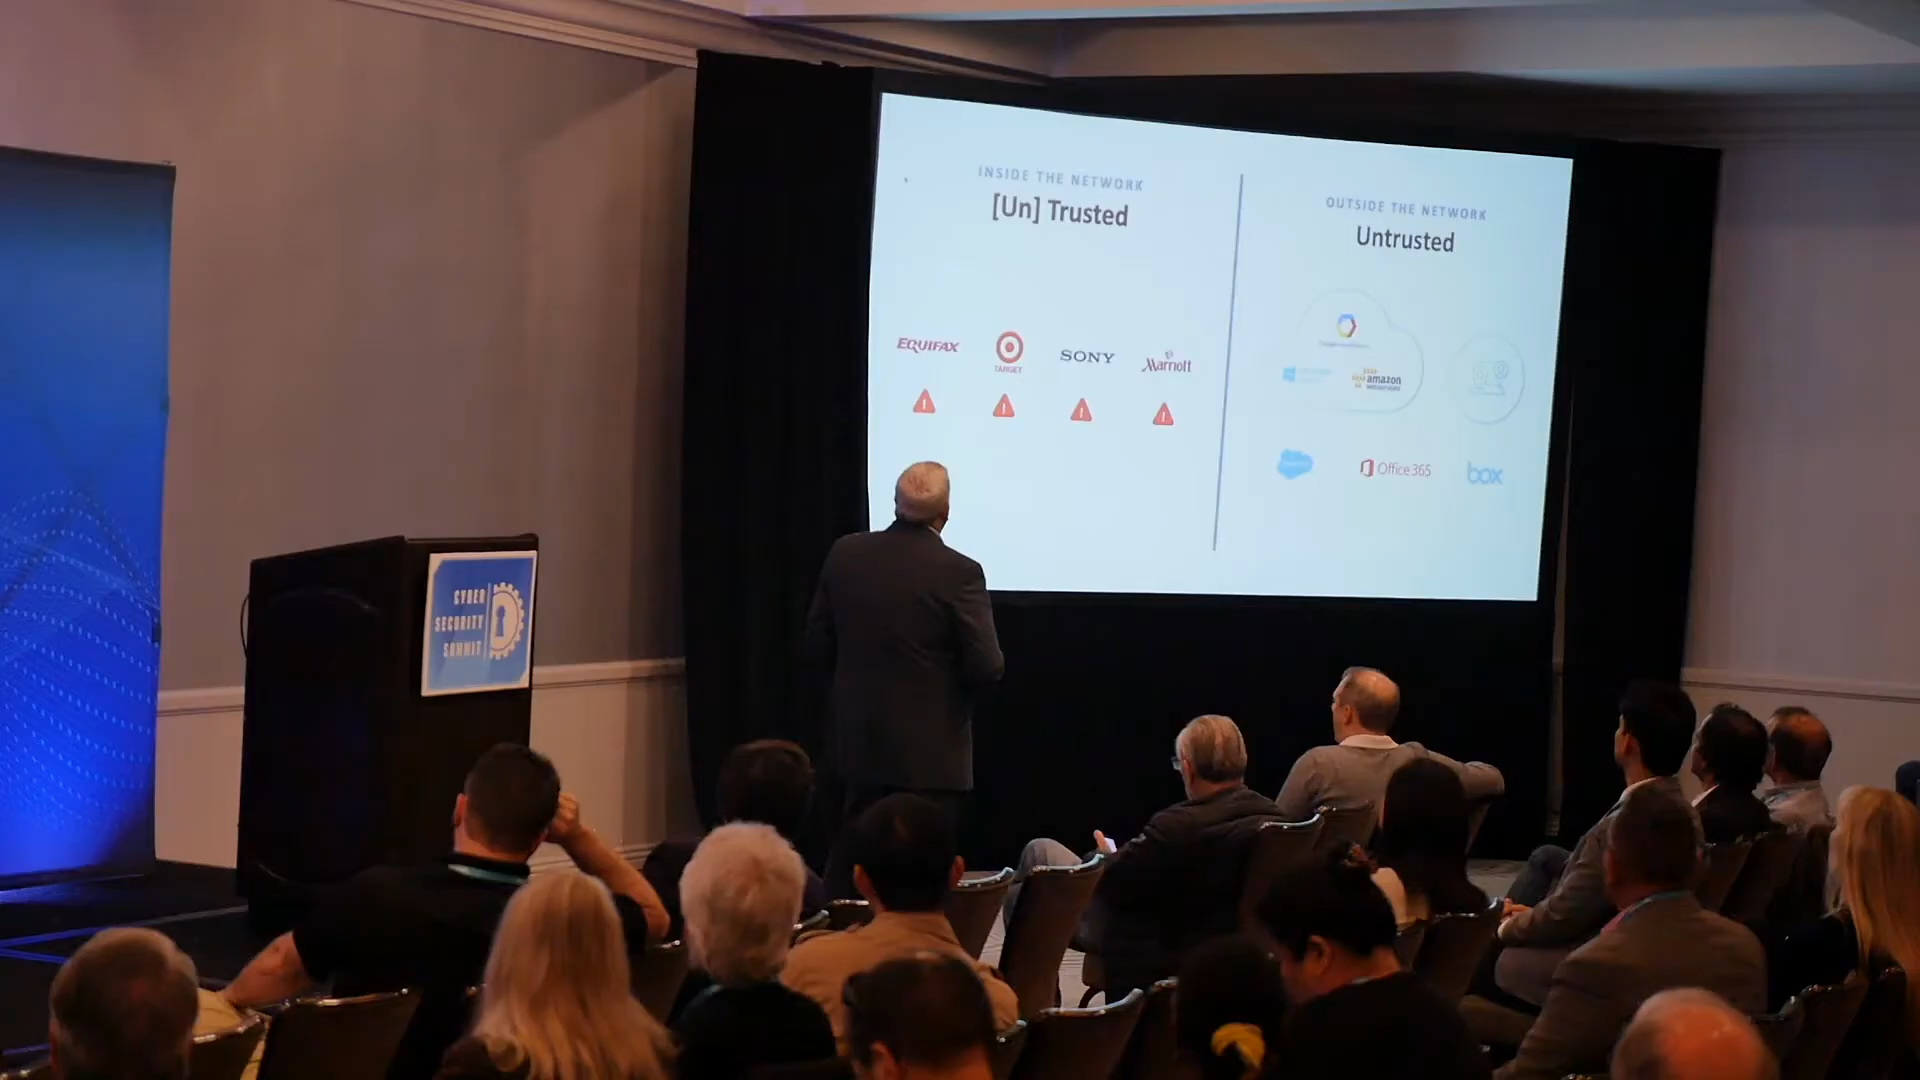 INSIDE THE NETWORK
[Un] Trusted
EQUIFAX
TARGET
SONY
Marriott
OUTSIDE THE NETWORK
Untrusted
amazon
Office 365
box
CYBER
SECURITY
SUMMIT